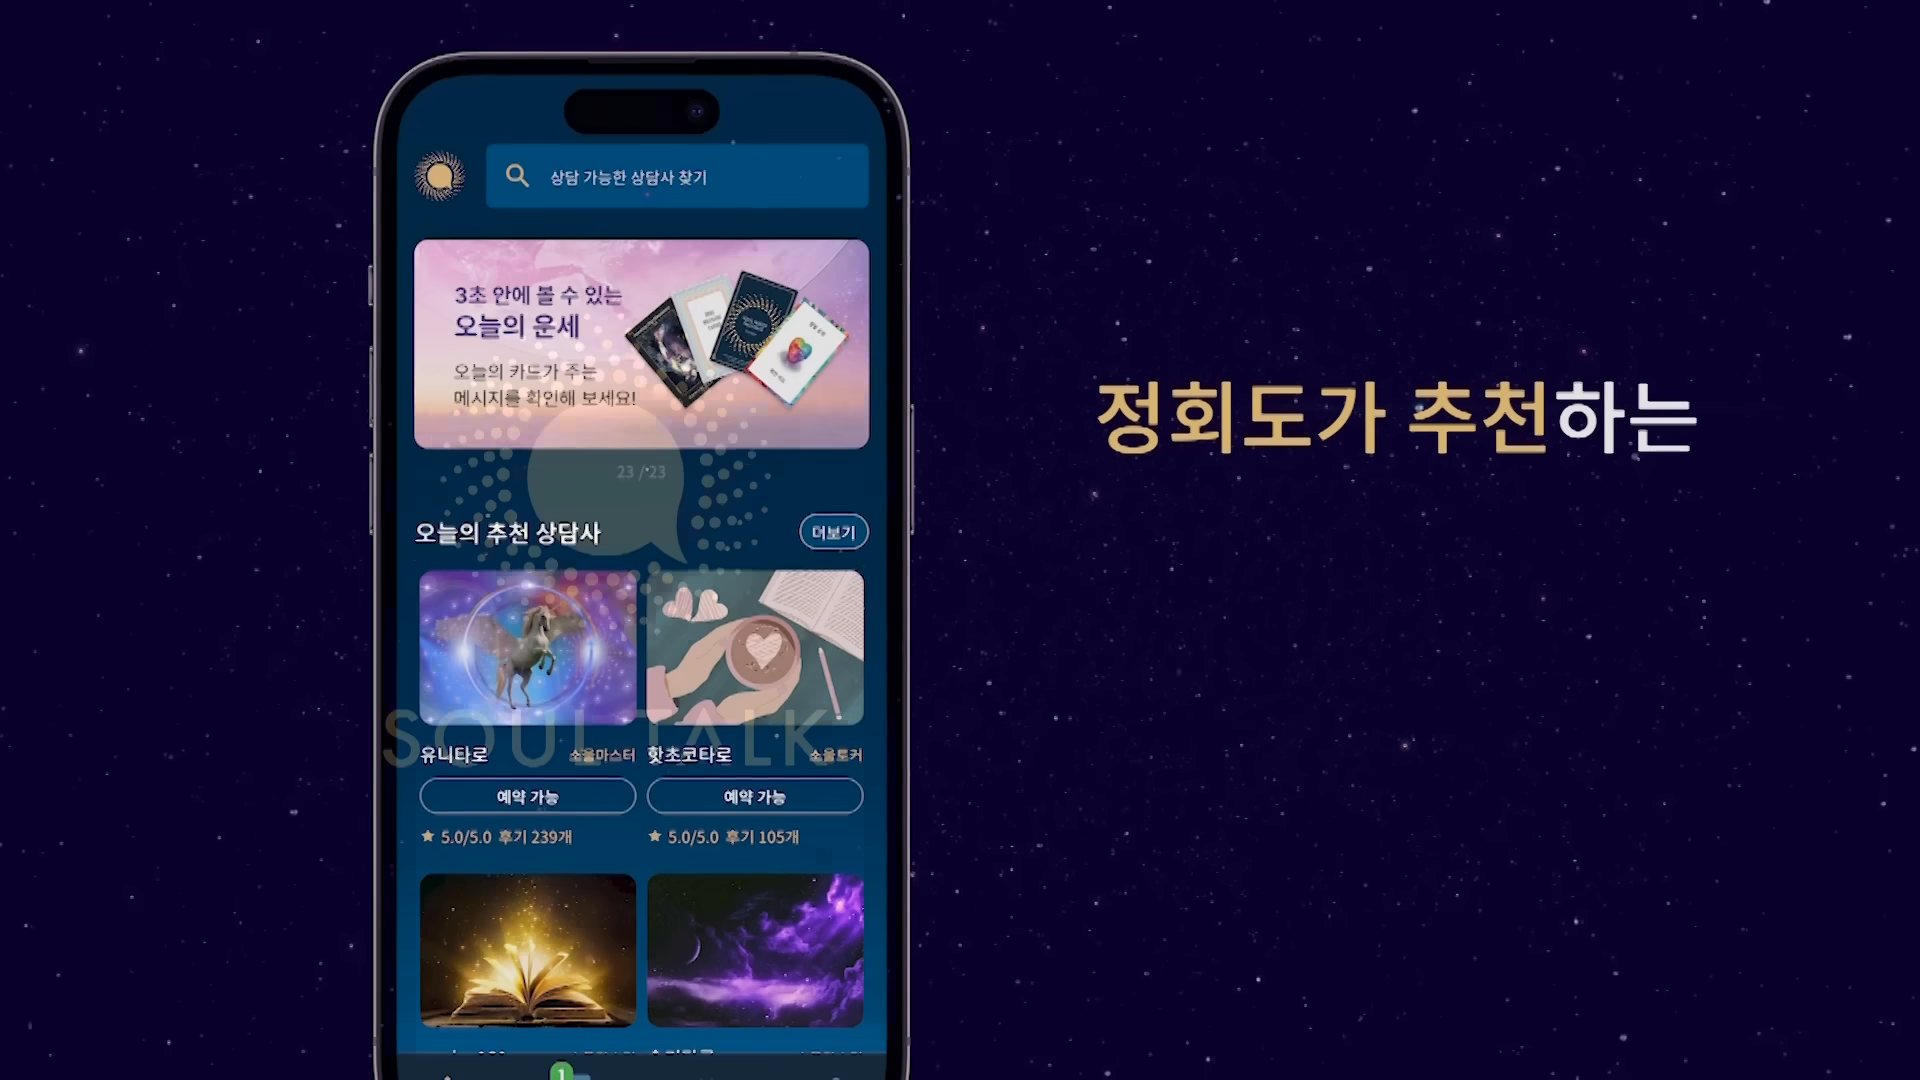 상담 가능한 상담사 찾기
3초 안에 볼 수 있는
오늘의 운세
오늘의 카드가 주는
메시지를 확인해 보세요!
23 / 23
정회도가 추천하는
오늘의 추천 상담사
더보기
SOUL TALK
유니타로 소울마스터
핫초코타로 소울토커
예약 가능
예약 가능
★ 5.0/5.0 후기 239개
★ 5.0/5.0 후기 105개
1